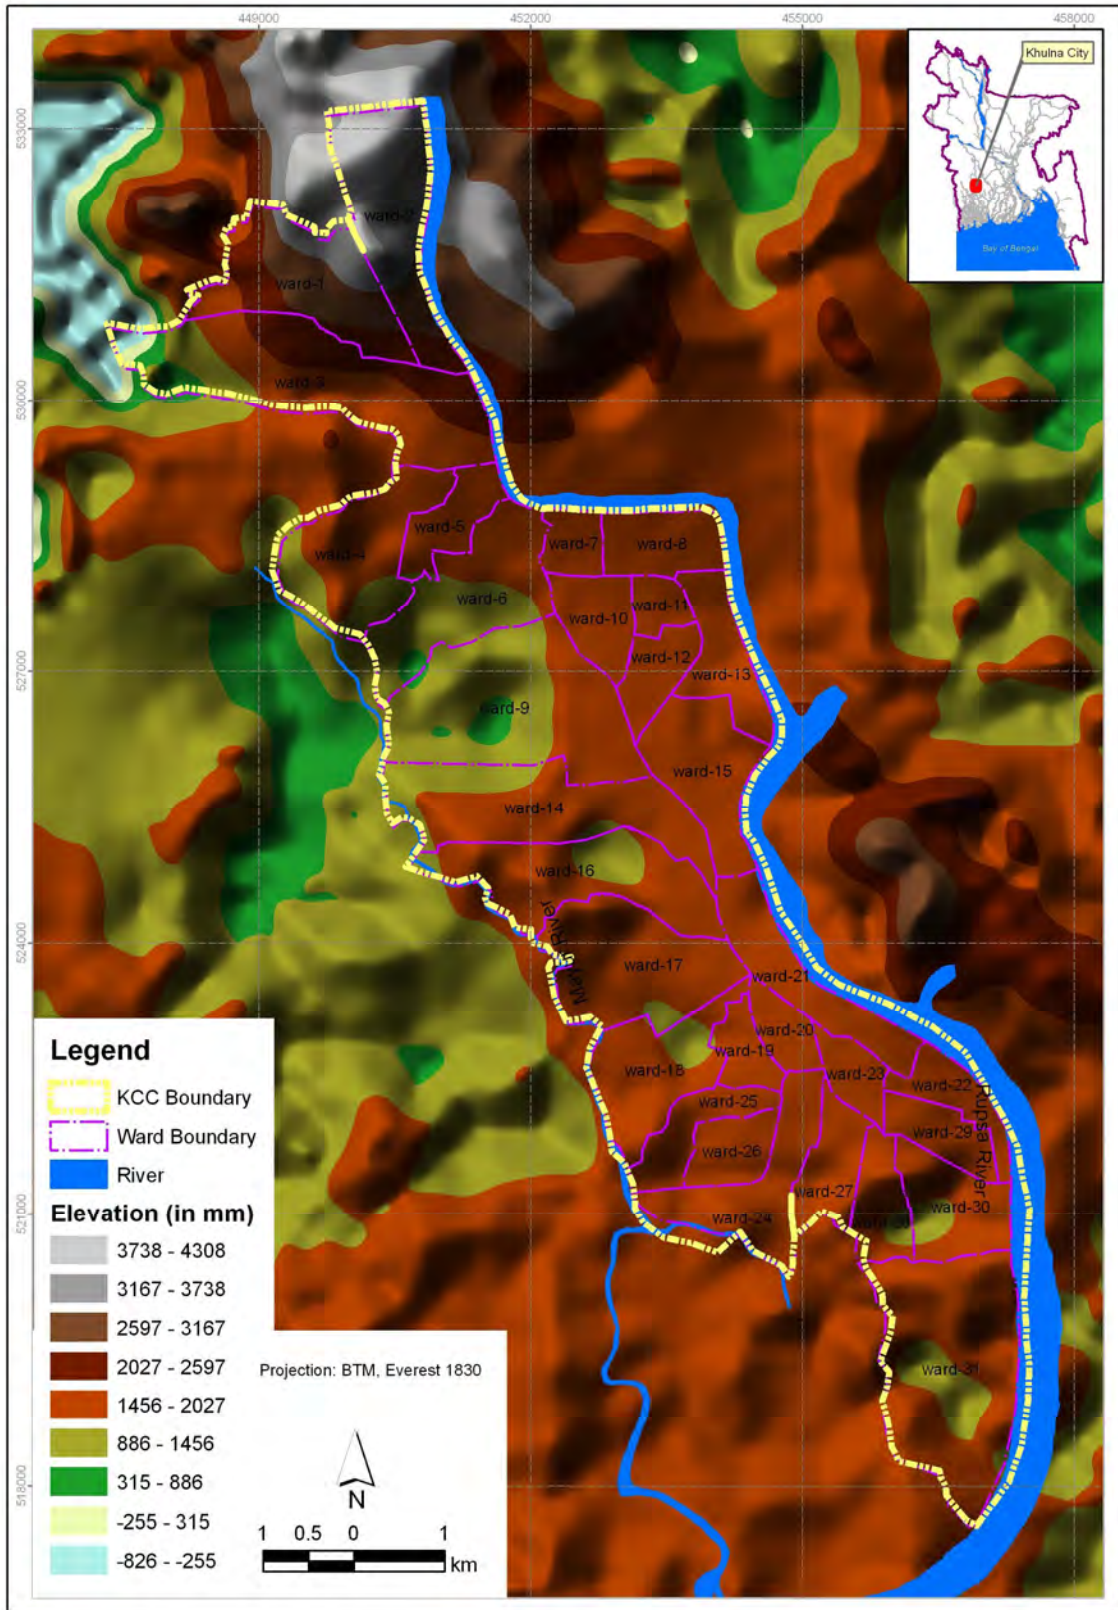 449000
452000
455000
458000
Khulna City
Bay of Bengal
533000
530000
527000
524000
521000
518000
ward-2
ward-1
ward-3
ward-5
ward-4
ward-7
ward-8
ward-6
ward-10
ward-11
ward-12
ward-13
ward-9
ward-15
ward-14
ward-16
River
ward-17
ward-21
ward-20
ward-19
ward-18
ward-23
ward-22
ward-25
ward-29
Rupsa River
ward-26
ward-27
ward-30
ward-24
ward-31
Legend
KCC Boundary
Ward Boundary
River
Elevation (in mm)
3738 - 4308
3167 - 3738
2597 - 3167
2027 - 2597
1456 - 2027
886 - 1456
315 - 886
-255 - 315
-826 - -255
Projection: BTM, Everest 1830
N
1 0.5 0 1
km